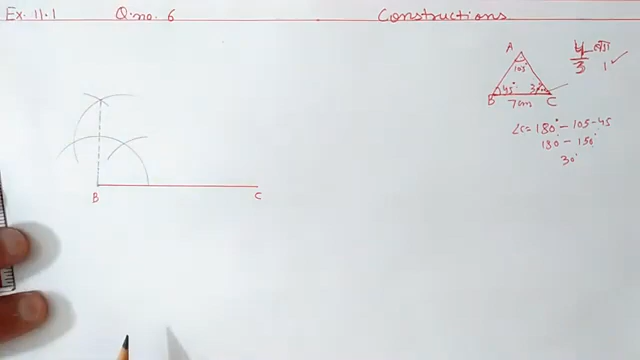 Ex. 11.1 Q. no. 6 Constructions
A
105°
B 45° 30° C
7cm
4
3 1
∠C = 180° - 105 - 45
180° - 150°
30°
B C